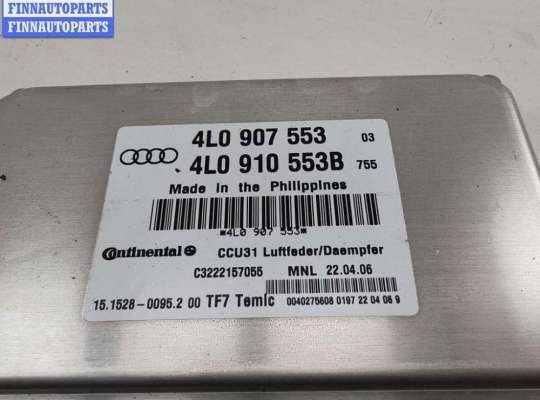 FINNAUTOPARTS
FINNAUTOPARTS
4L0 907 553 03
4L0 910 553B 755
Made in the Philippines
*4L0 907 553*
Continental CCU31 Luftfeder/Daempfer
C3222157055 MNL 22.04.06
15.1528-0095.2 00 TF7 Temic 0040275608 0197 22 04 06 9